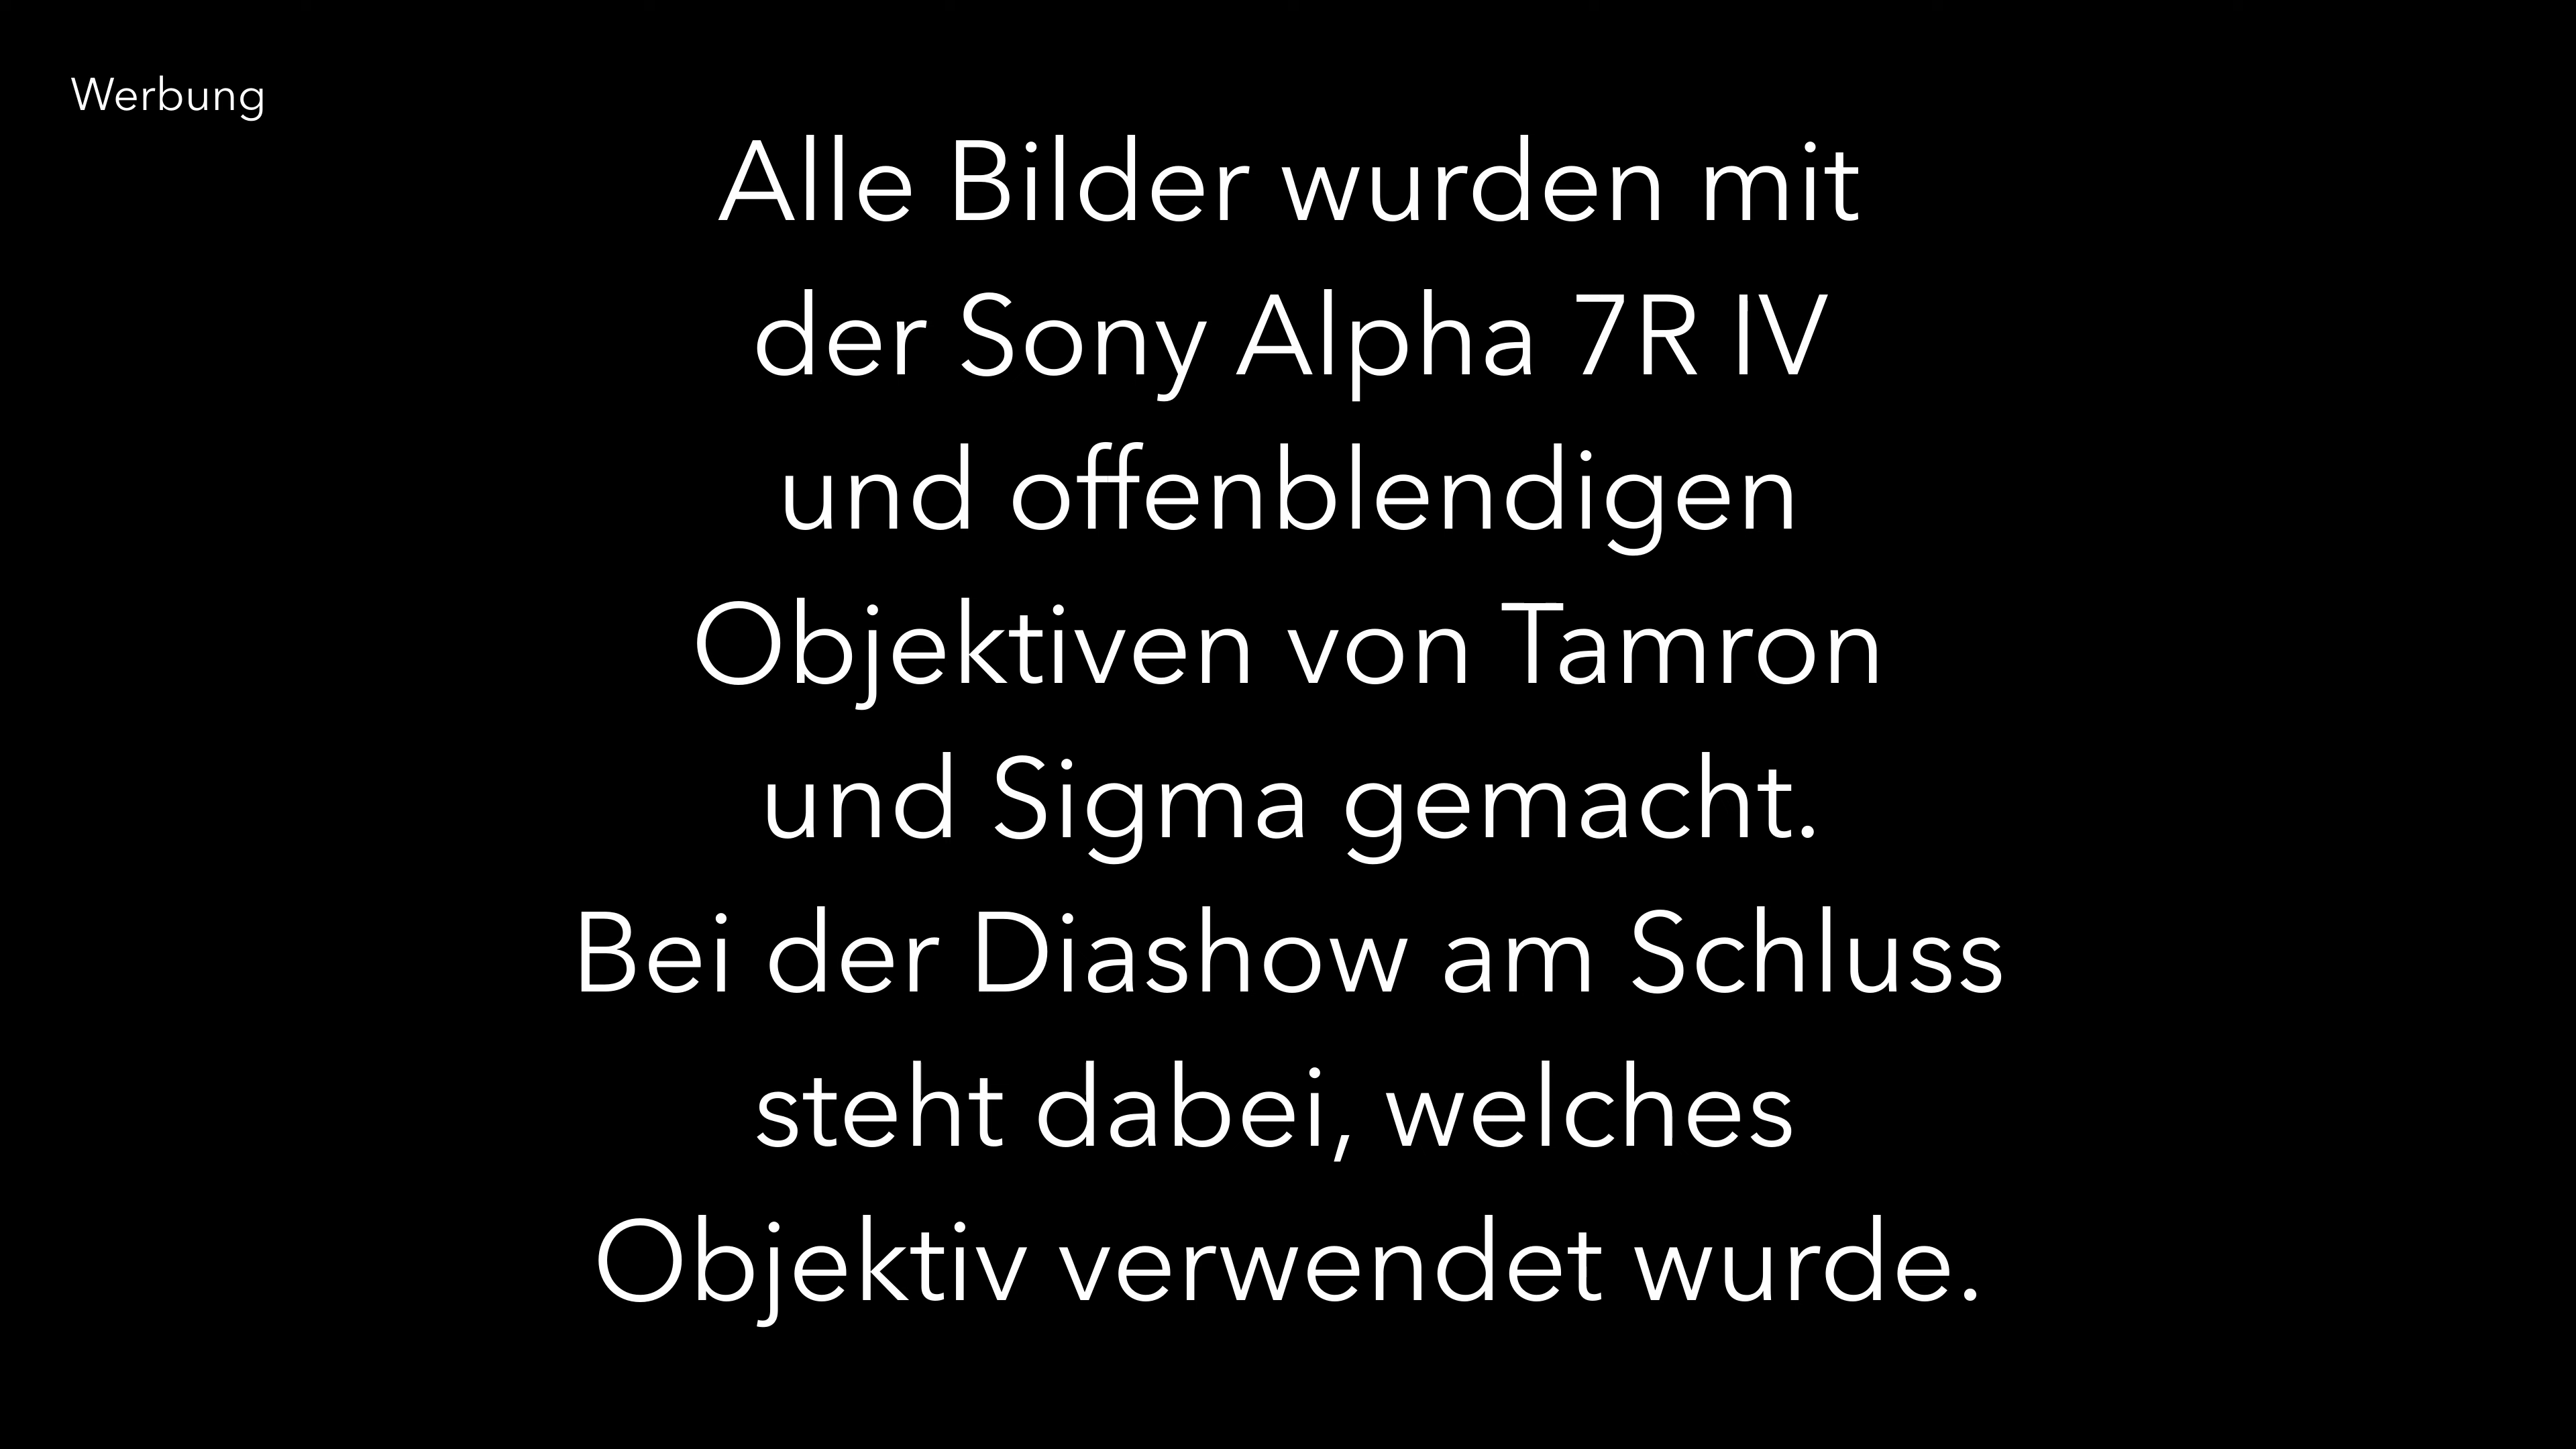 Werbung
Alle Bilder wurden mit
der Sony Alpha 7R IV
und offenblendigen
Objektiven von Tamron
und Sigma gemacht.
Bei der Diashow am Schluss
steht dabei, welches
Objektiv verwendet wurde.